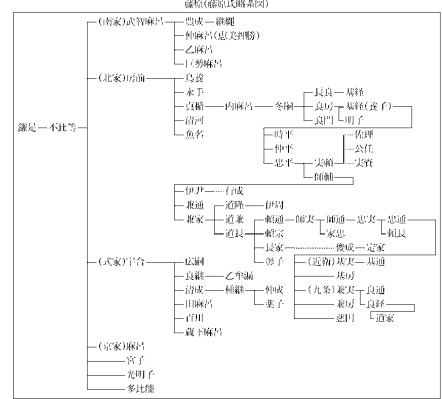 藤原(藤原氏略系図)
(南家)武智麻呂 豊成 継縄
仲麻呂(恵美押勝)
乙麻呂
巨勢麻呂
(北家)房前 鳥養
永手
真楯 内麻呂 冬嗣 長良 基経
清河 良房 基経(養子)
魚名 良門 明子
鎌足 不比等
時平 佐理
仲平 公任
忠平 実頼 実資
師輔
伊尹 行成
兼通 道隆 伊周
兼家 道兼 頼通 師実 師通 忠実 忠通
道長 頼宗 家忠 頼長
長家 俊成 定家
彰子 (近衛)基実 基通
(式家)宇合 広嗣 基房
良継 乙牟漏
清成 種継 仲成 (九条)兼実 良通
田麻呂 薬子 兼房 良経
百川 慈円 道家
蔵下麻呂
(京家)麻呂
宮子
光明子
多比能